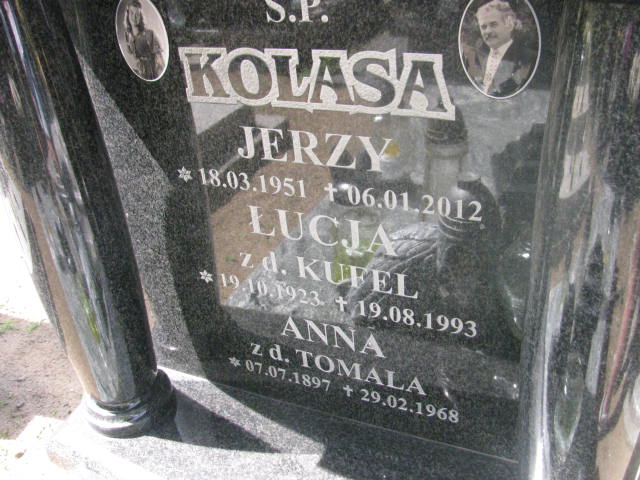 Ś.P.
KOLASA
JERZY
* 18.03.1951 † 06.01.2012
ŁUCJA
z d. KUFEL
* 19.10.1923 † 19.08.1993
ANNA
z d. TOMALA
* 07.07.1897 † 29.02.1968